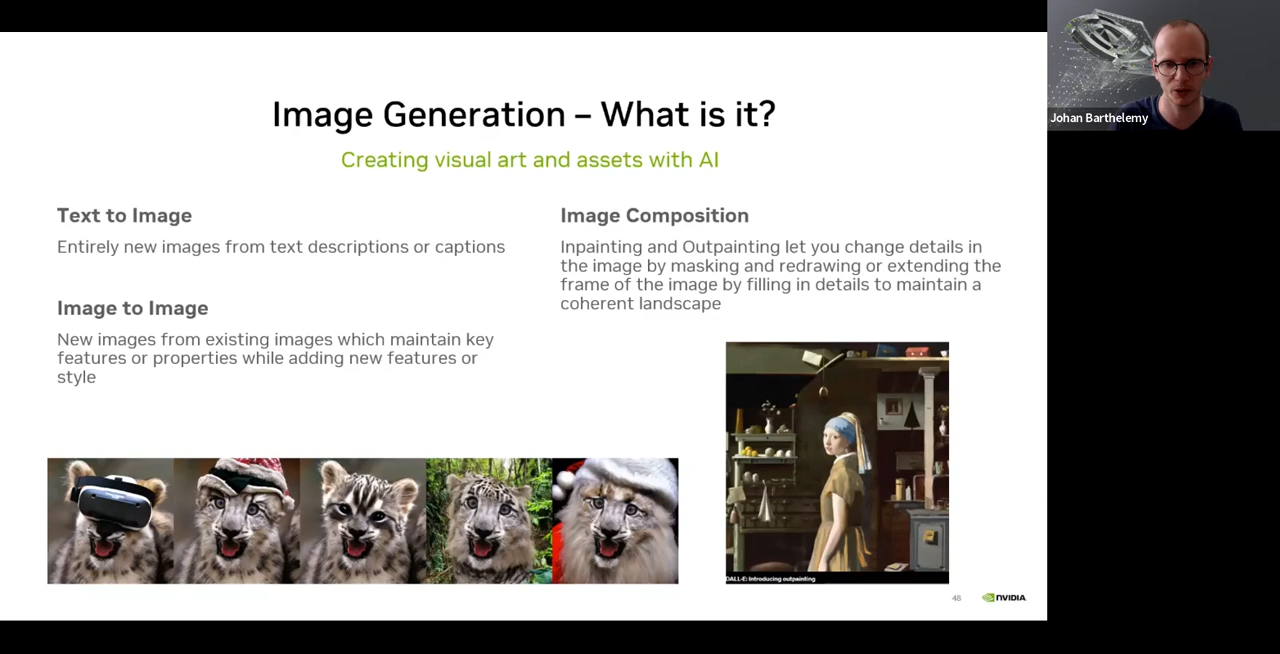 Image Generation – What is it?
Creating visual art and assets with AI
Text to Image
Entirely new images from text descriptions or captions
Image to Image
New images from existing images which maintain key
features or properties while adding new features or
style
Image Composition
Inpainting and Outpainting let you change details in
the image by masking and redrawing or extending the
frame of the image by filling in details to maintain a
coherent landscape
DALL-E: Introducing outpainting
48
NVIDIA
Johan Barthelemy